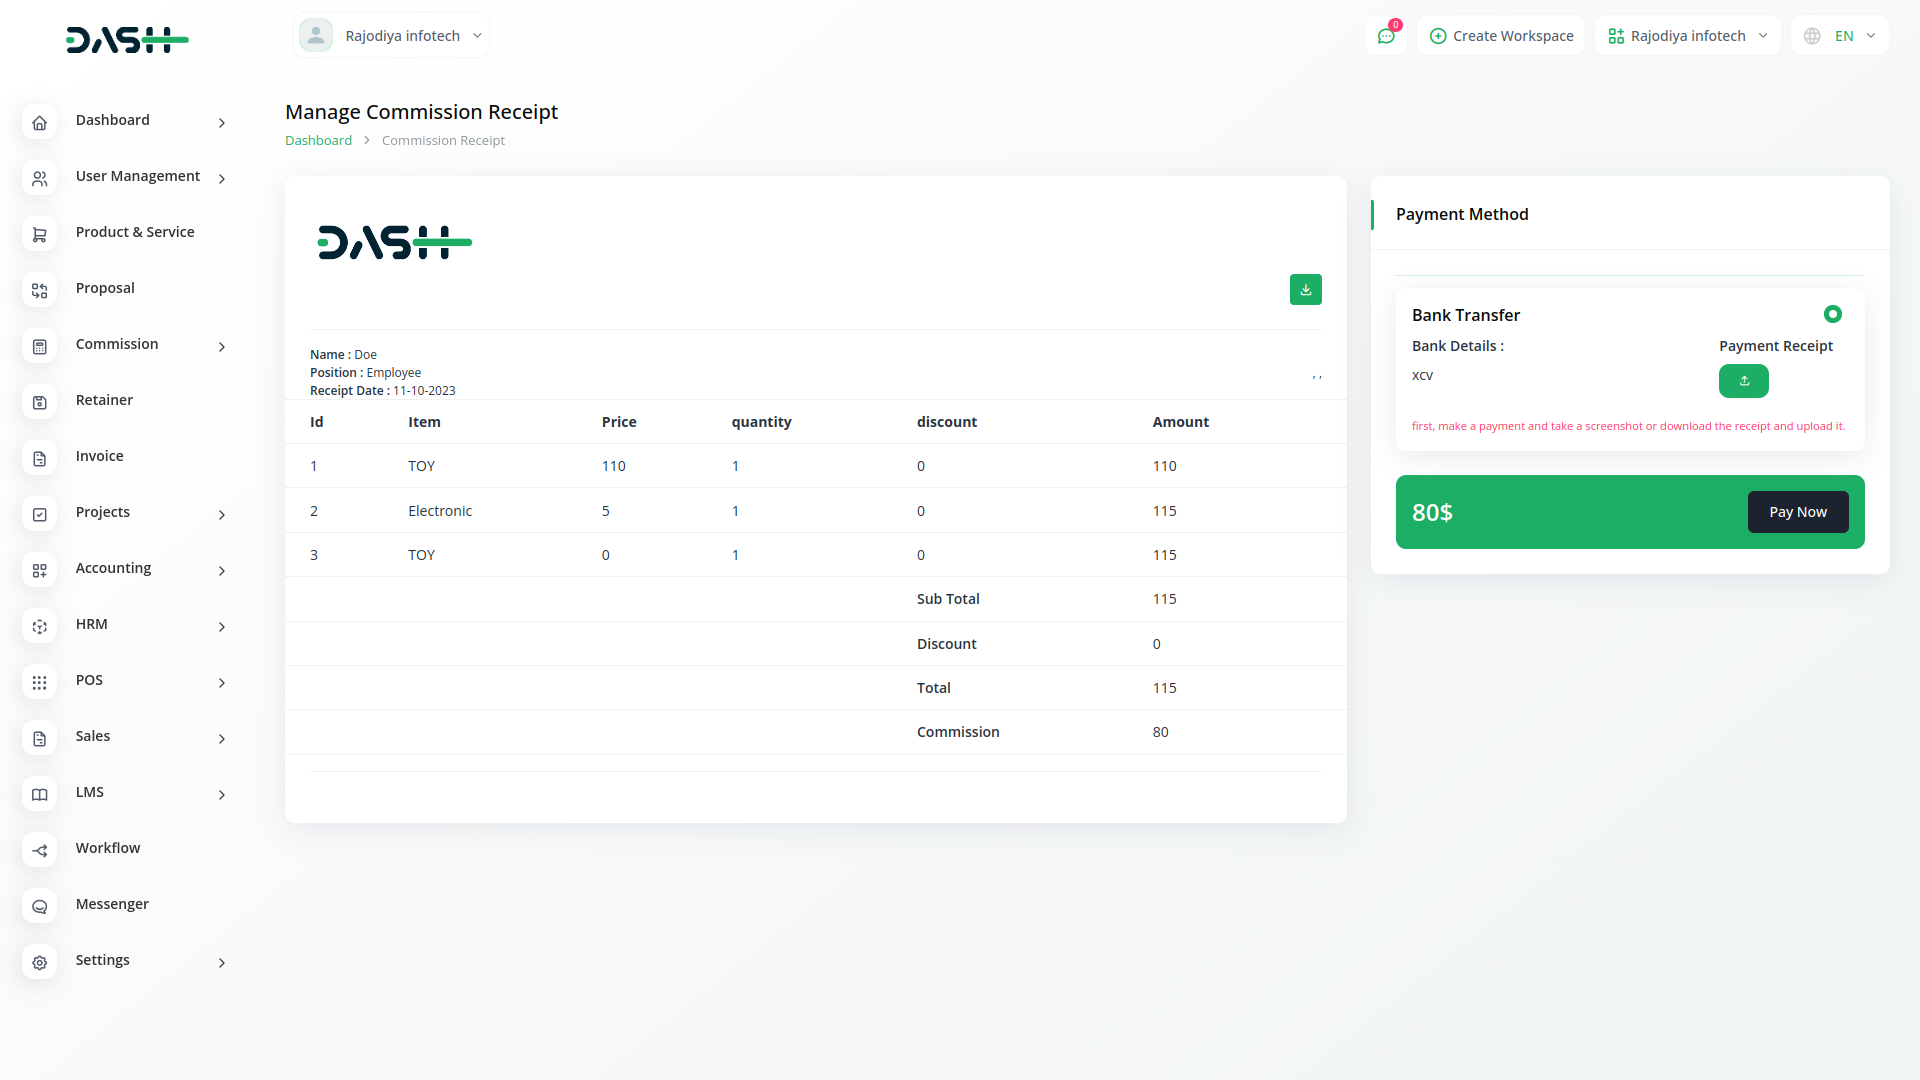 DASH
Rajodiya infotech
0
Create Workspace
Rajodiya infotech
EN
Dashboard
User Management
Product & Service
Proposal
Commission
Retainer
Invoice
Projects
Accounting
HRM
POS
Sales
LMS
Workflow
Messenger
Settings
Manage Commission Receipt
Dashboard > Commission Receipt
DASH
Name : Doe
Position : Employee
Receipt Date : 11-10-2023
, ,
Id Item Price quantity discount Amount
1 TOY 110 1 0 110
2 Electronic 5 1 0 115
3 TOY 0 1 0 115
Sub Total 115
Discount 0
Total 115
Commission 80
Payment Method
Bank Transfer
Bank Details : Payment Receipt
xcv
first, make a payment and take a screenshot or download the receipt and upload it.
80$ Pay Now